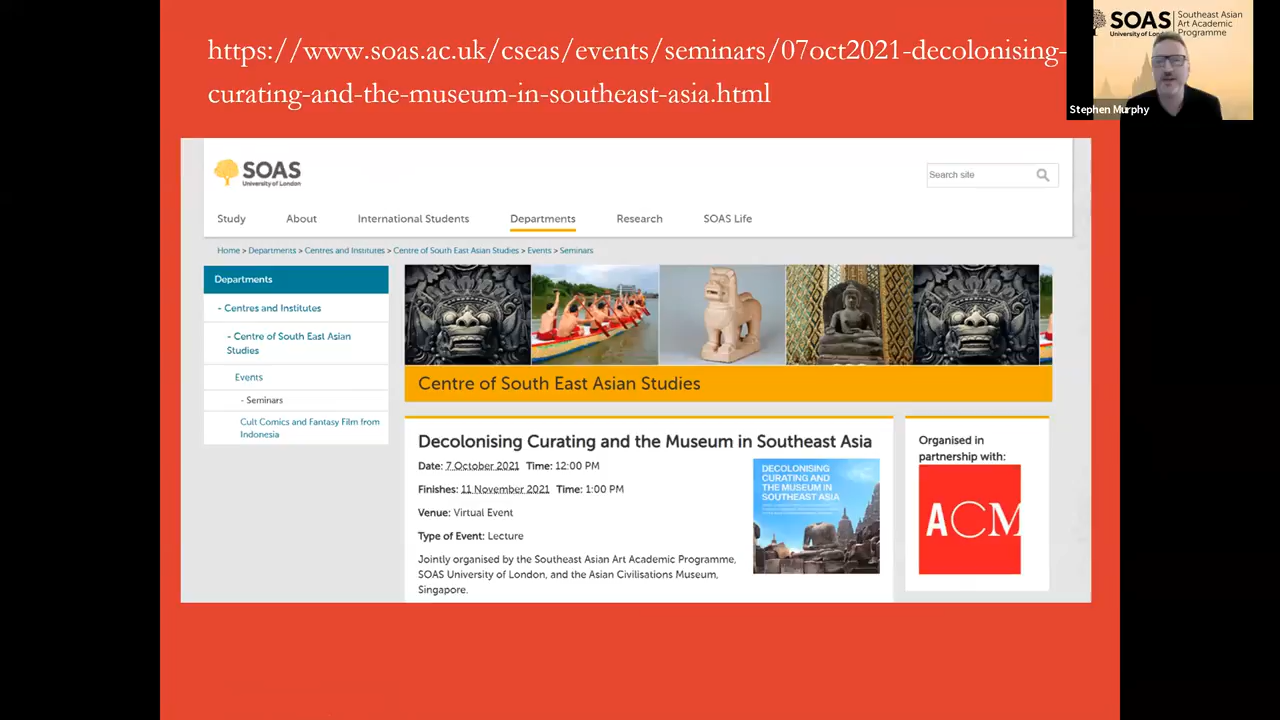 https://www.soas.ac.uk/cseas/events/seminars/07oct2021-decolonising-
curating-and-the-museum-in-southeast-asia.html
SOAS
University of London
Southeast Asian
Art Academic
Programme
Stephen Murphy
SOAS
University of London
Search site
Study About International Students Departments Research SOAS Life
Home > Departments > Centres and Institutes > Centre of South East Asian Studies > Events > Seminars
Departments
- Centres and Institutes
- Centre of South East Asian
Studies
Events
- Seminars
Cult Comics and Fantasy Film from
Indonesia
Centre of South East Asian Studies
Decolonising Curating and the Museum in Southeast Asia
Date: 7 October 2021 Time: 12:00 PM
Finishes: 11 November 2021 Time: 1:00 PM
Venue: Virtual Event
Type of Event: Lecture
Jointly organised by the Southeast Asian Art Academic Programme,
SOAS University of London, and the Asian Civilisations Museum,
Singapore.
DECOLONISING
CURATING AND
THE MUSEUM IN
SOUTHEAST ASIA
Organised in
partnership with:
ACM